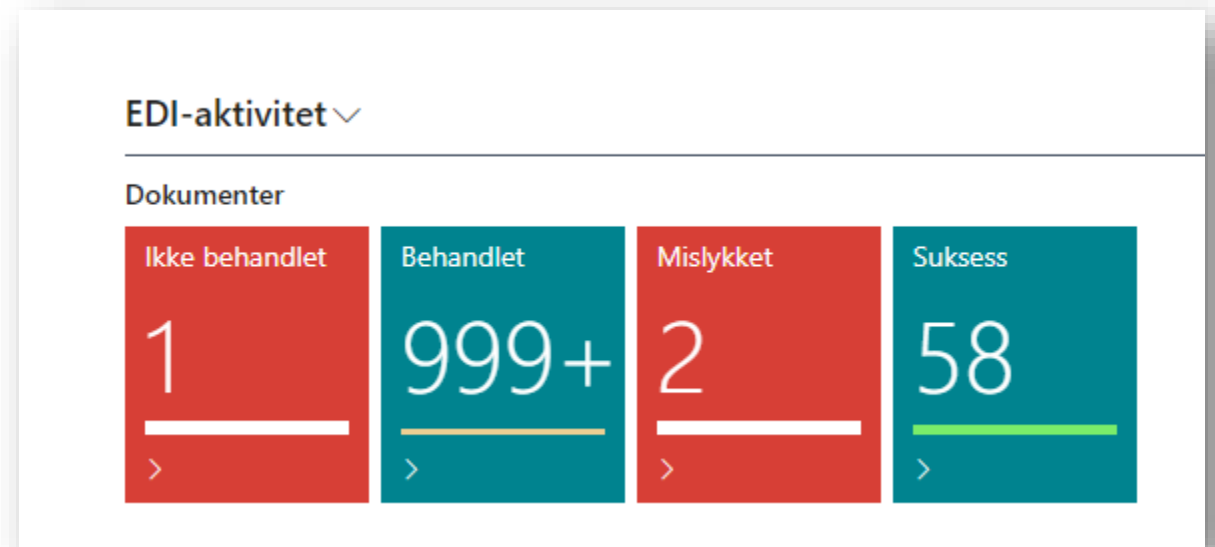 EDI-aktivitet
Dokumenter
Ikke behandlet
1
Behandlet
999+
Mislykket
2
Suksess
58